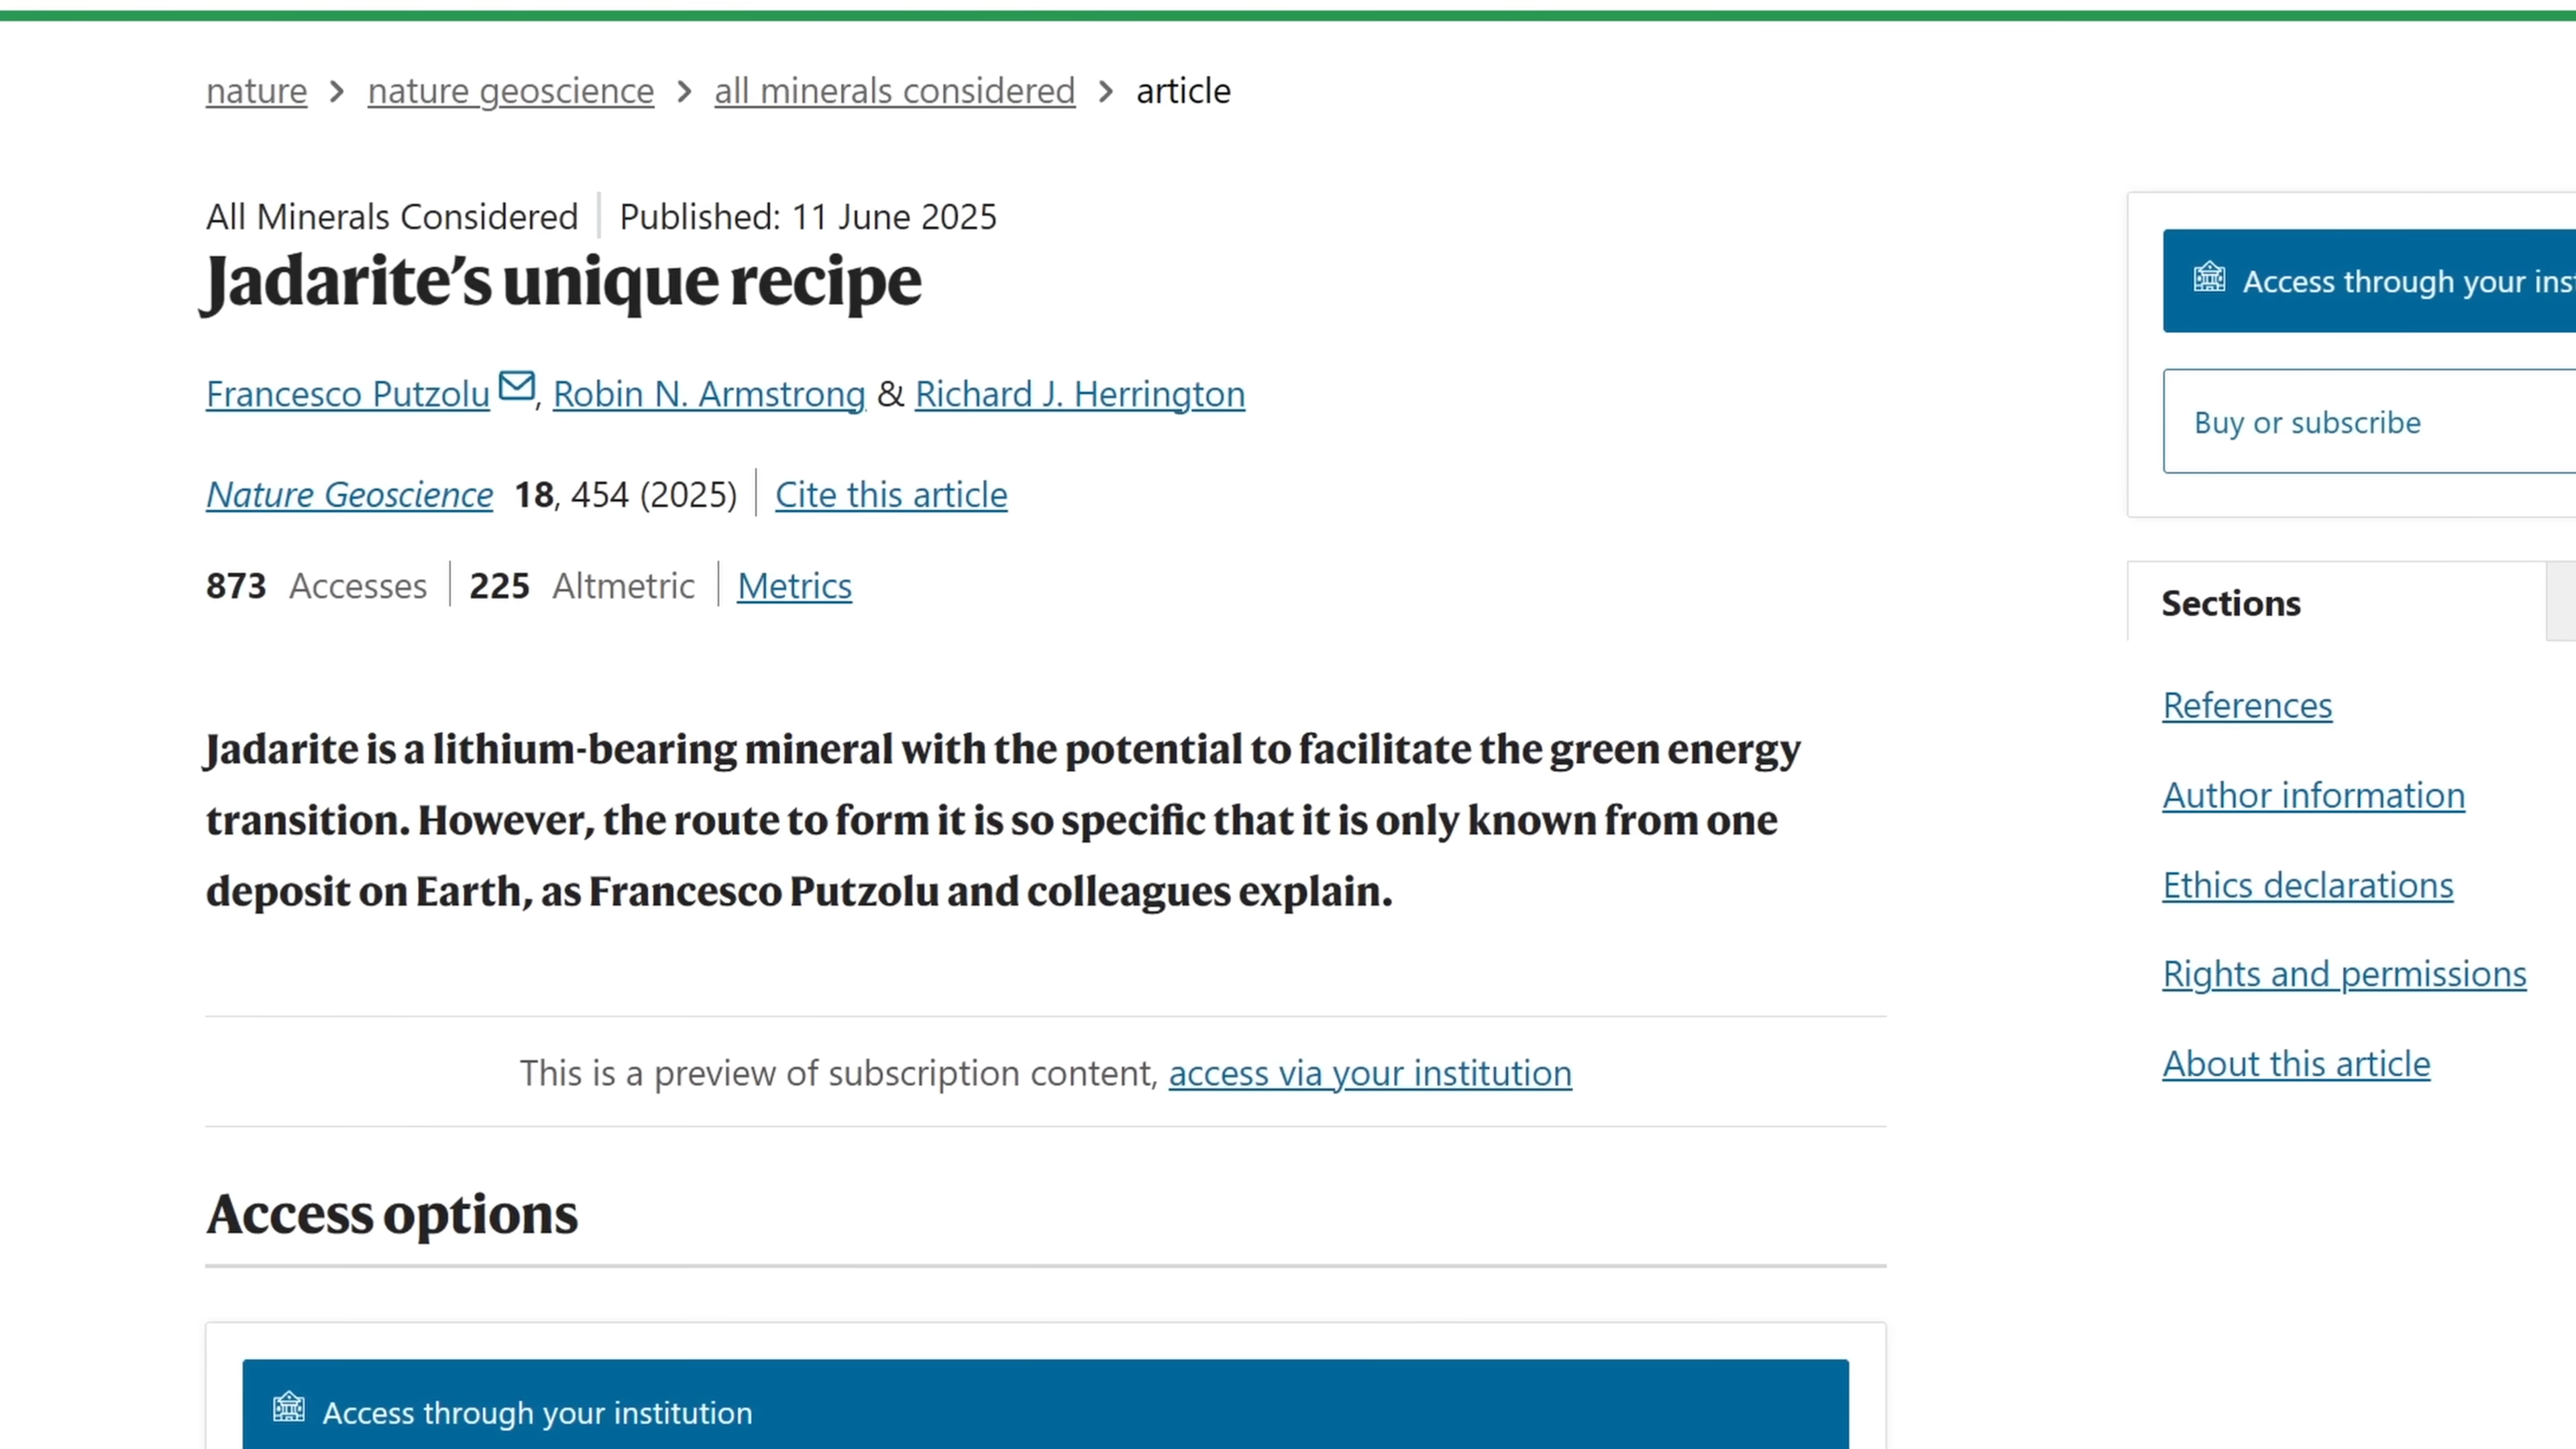 nature > nature geoscience > all minerals considered > article
All Minerals Considered | Published: 11 June 2025
Jadarite’s unique recipe
Francesco Putzolu, Robin N. Armstrong & Richard J. Herrington
Nature Geoscience 18, 454 (2025) | Cite this article
873 Accesses | 225 Altmetric | Metrics
Jadarite is a lithium-bearing mineral with the potential to facilitate the green energy
transition. However, the route to form it is so specific that it is only known from one
deposit on Earth, as Francesco Putzolu and colleagues explain.
This is a preview of subscription content, access via your institution
Access options
Access through your institution
Access through your
Buy or subscribe
Sections
References
Author information
Ethics declarations
Rights and permissions
About this article